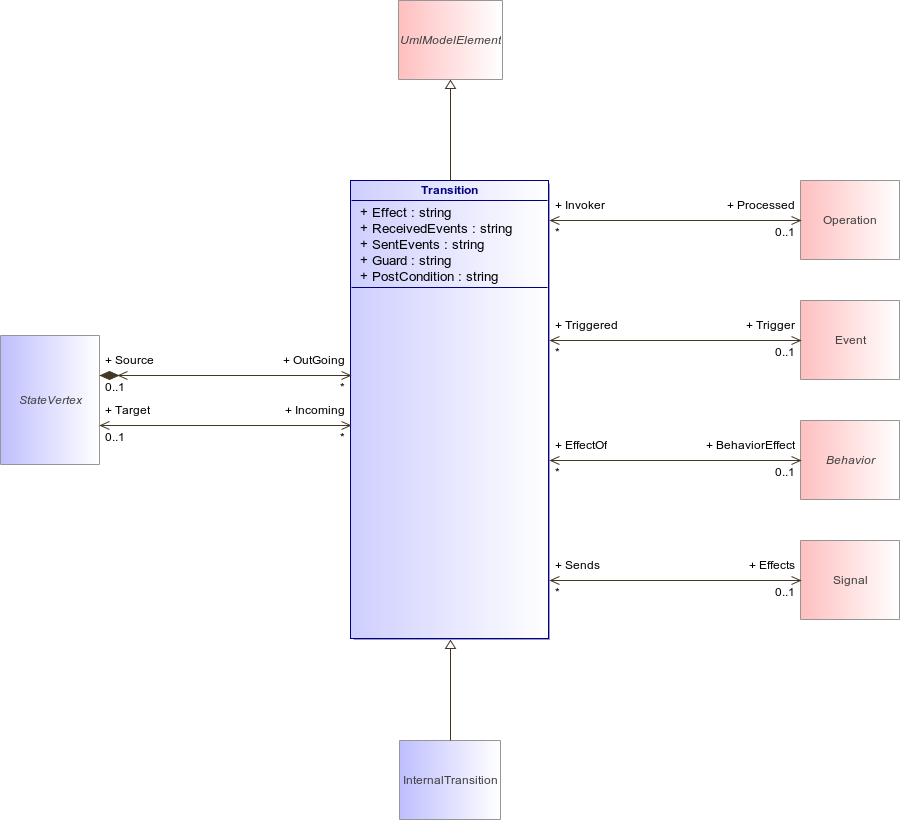 UmlModelElement
Transition
+ Effect : string
+ ReceivedEvents : string
+ SentEvents : string
+ Guard : string
+ PostCondition : string
+ Invoker
+ Processed
*
0..1
Operation
+ Triggered
+ Trigger
*
0..1
Event
StateVertex
+ Source
+ OutGoing
0..1
*
+ Target
+ Incoming
0..1
*
+ EffectOf
+ BehaviorEffect
*
0..1
Behavior
+ Sends
+ Effects
*
0..1
Signal
InternalTransition